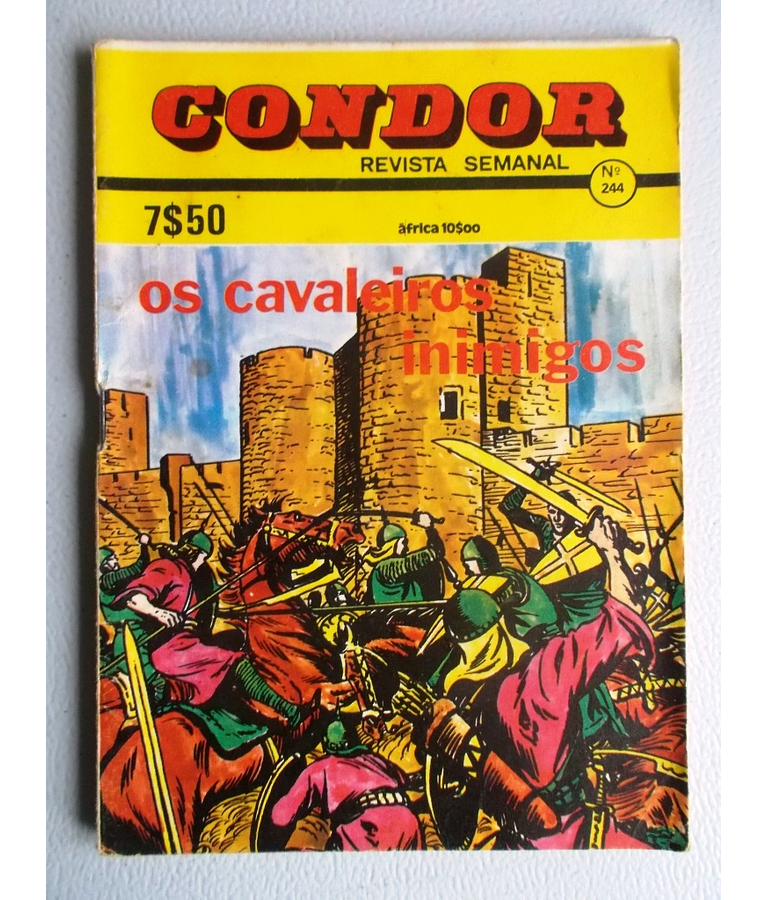 CONDOR
REVISTA SEMANAL
Nº
244
7$50
áfrica 10$00
os cavaleiros
inimigos